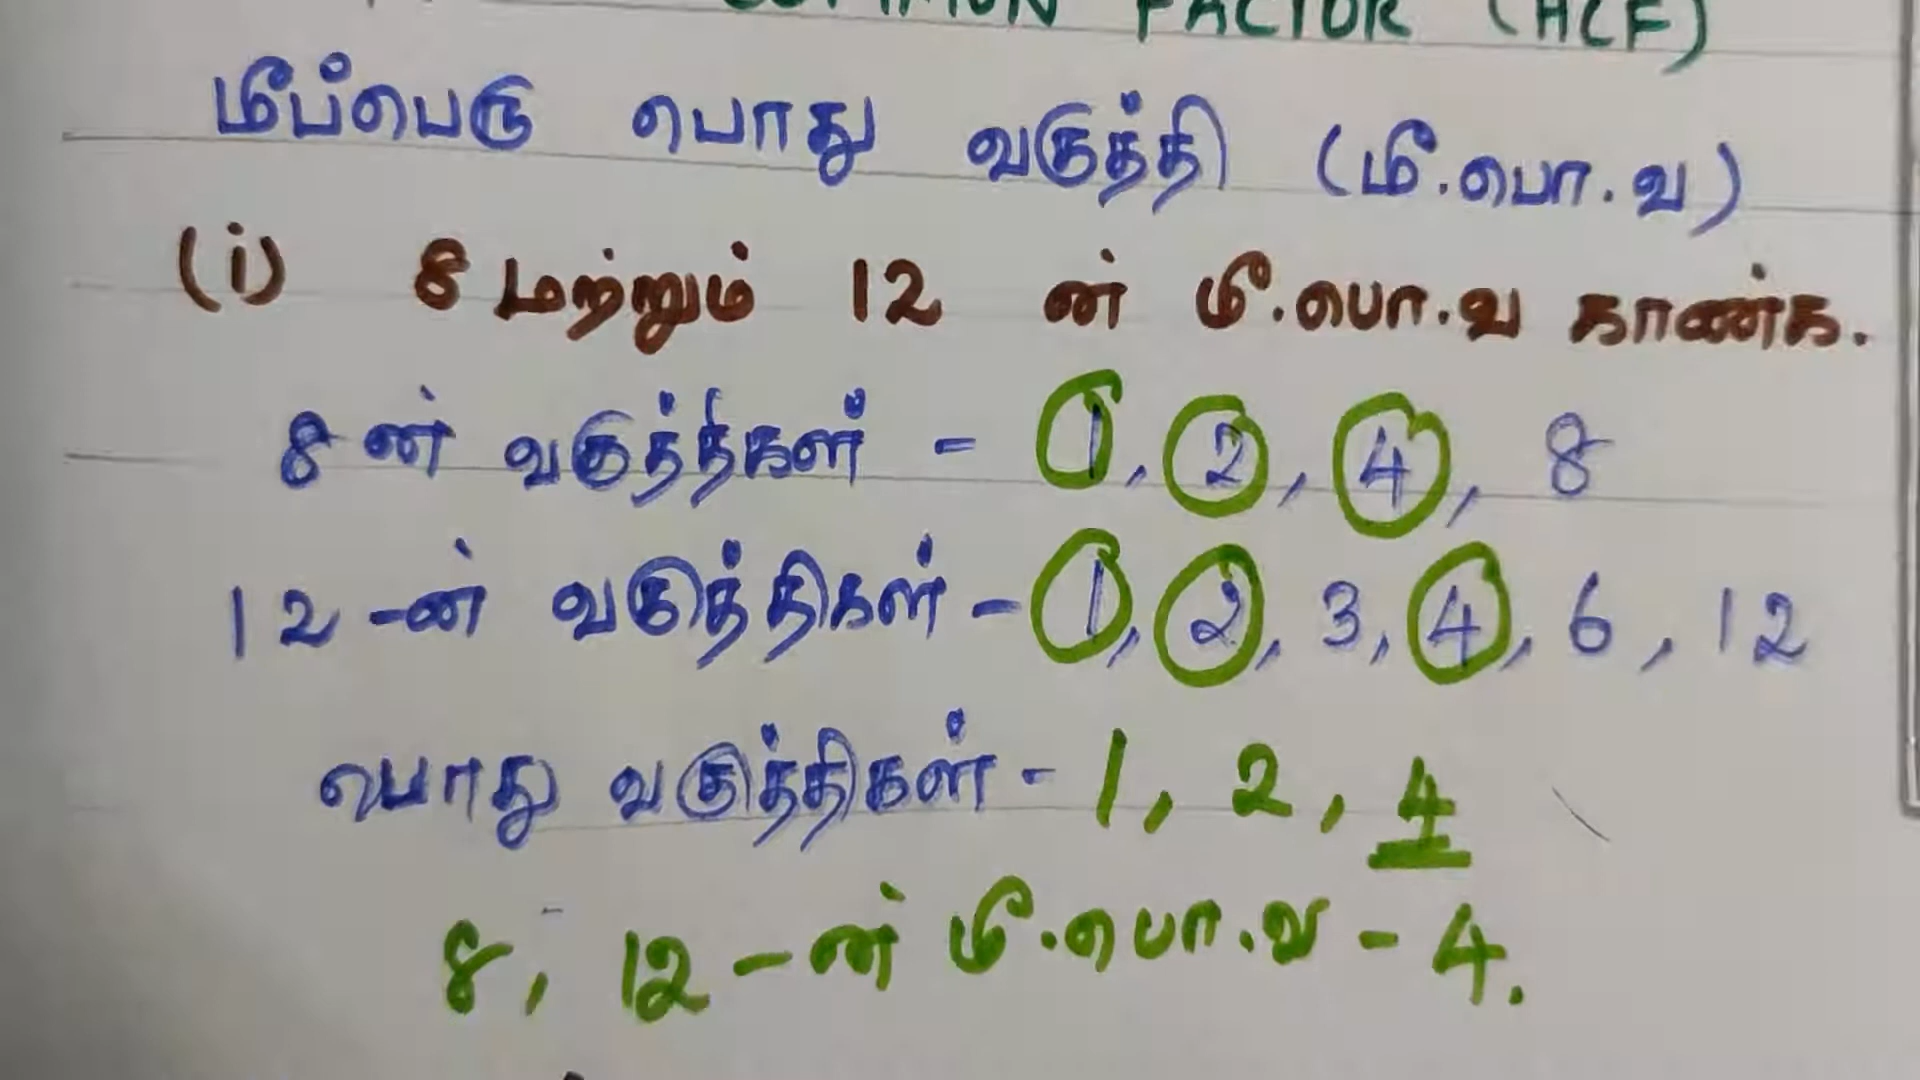 COMMON FACTOR (HCF)
மீப்பெரு பொது வகுத்தி (மீ.பொ.வ)
(i) 8 மற்றும் 12 ன் மீ.பொ.வ காண்க.
8 ன் வகுத்திகள் - 1, 2, 4, 8
12 -ன் வகுத்திகள் - 1, 2, 3, 4, 6, 12
பொது வகுத்திகள் - 1, 2, 4
8, 12 -ன் மீ.பொ.வ - 4.